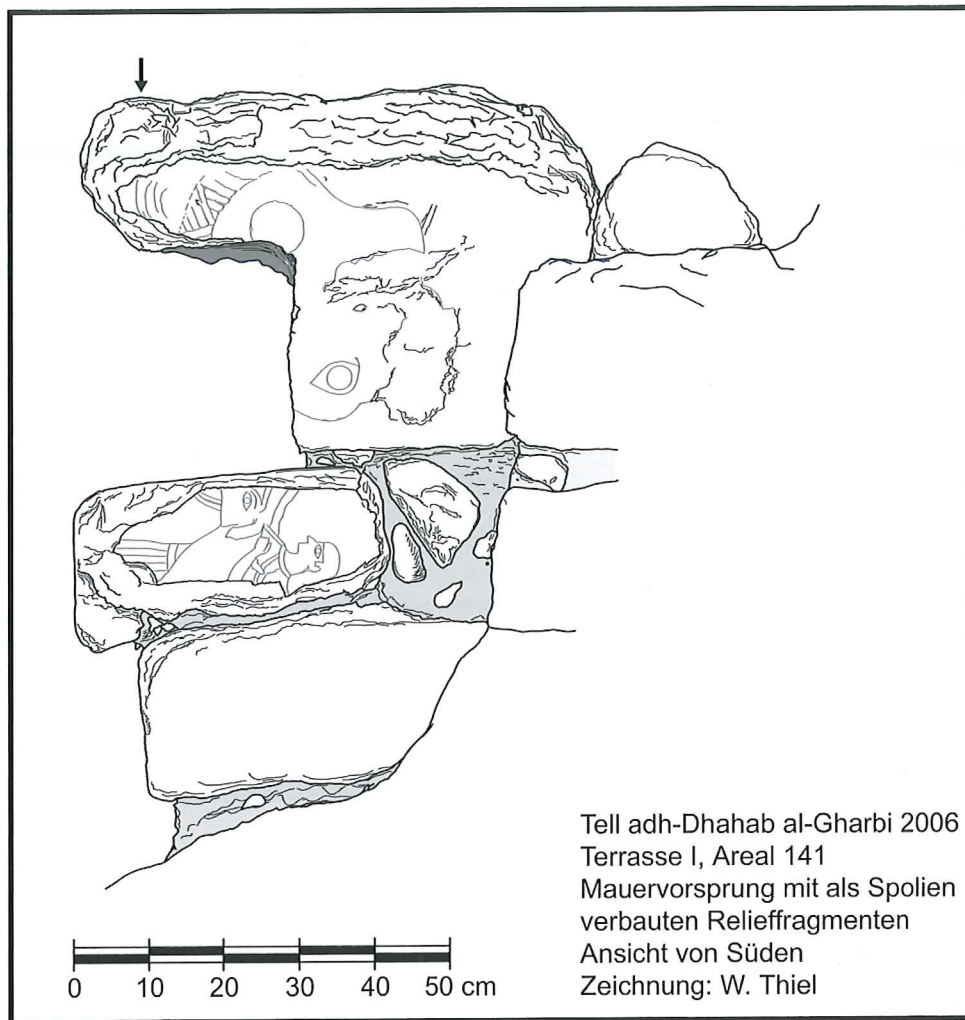 Tell adh-Dhahab al-Gharbi 2006
Terrasse I, Areal 141
Mauervorsprung mit als Spolien
verbauten Relieffragmenten
Ansicht von Süden
Zeichnung: W. Thiel
0 10 20 30 40 50 cm